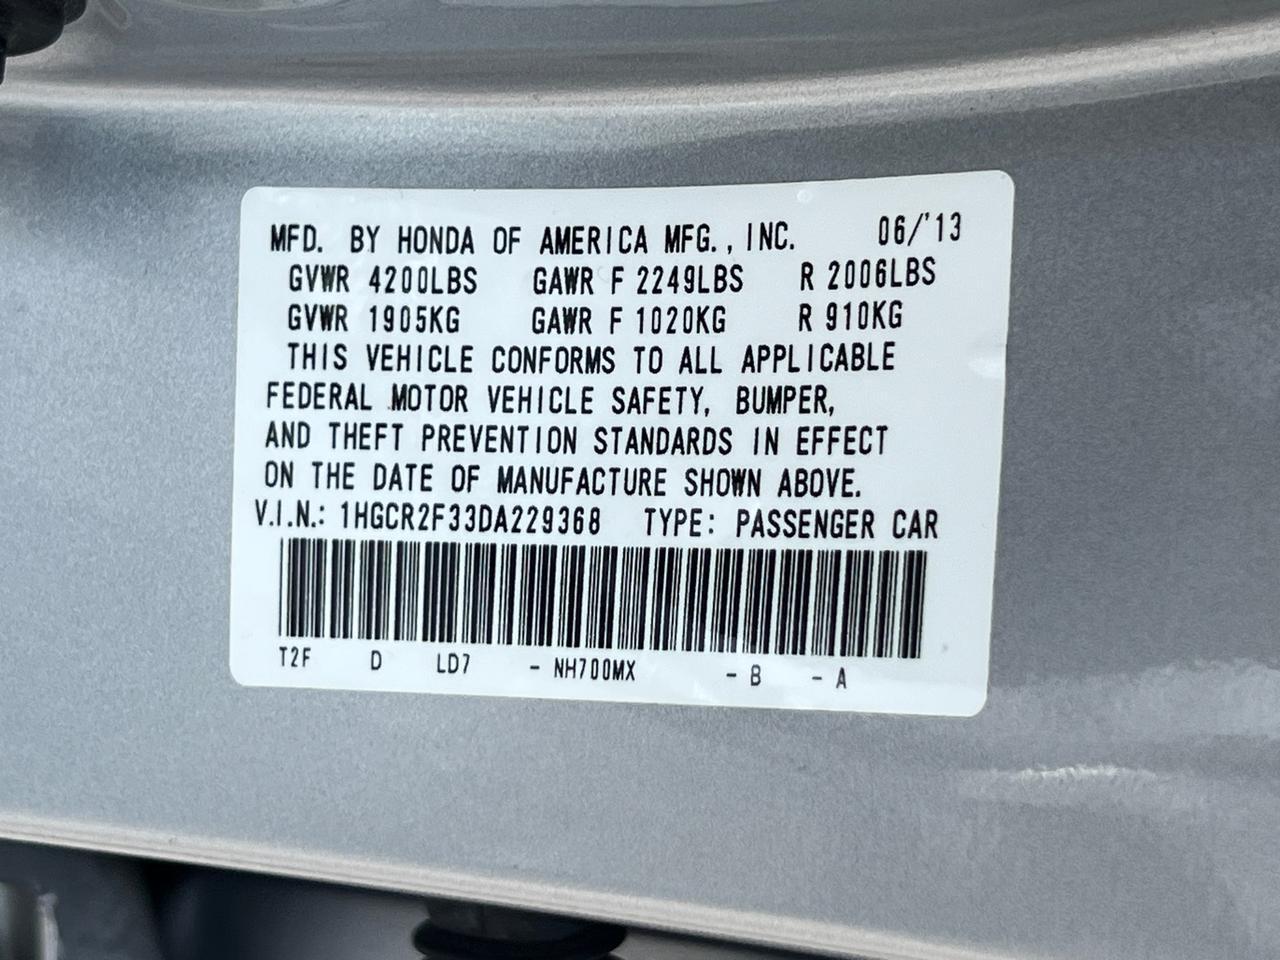 MFD. BY HONDA OF AMERICA MFG., INC. 06/'13
GVWR 4200LBS GAWR F 2249LBS R 2006LBS
GVWR 1905KG GAWR F 1020KG R 910KG
THIS VEHICLE CONFORMS TO ALL APPLICABLE
FEDERAL MOTOR VEHICLE SAFETY, BUMPER,
AND THEFT PREVENTION STANDARDS IN EFFECT
ON THE DATE OF MANUFACTURE SHOWN ABOVE.
V.I.N.: 1HGCR2F33DA229368 TYPE: PASSENGER CAR
T2F D LD7 - NH700MX - B - A